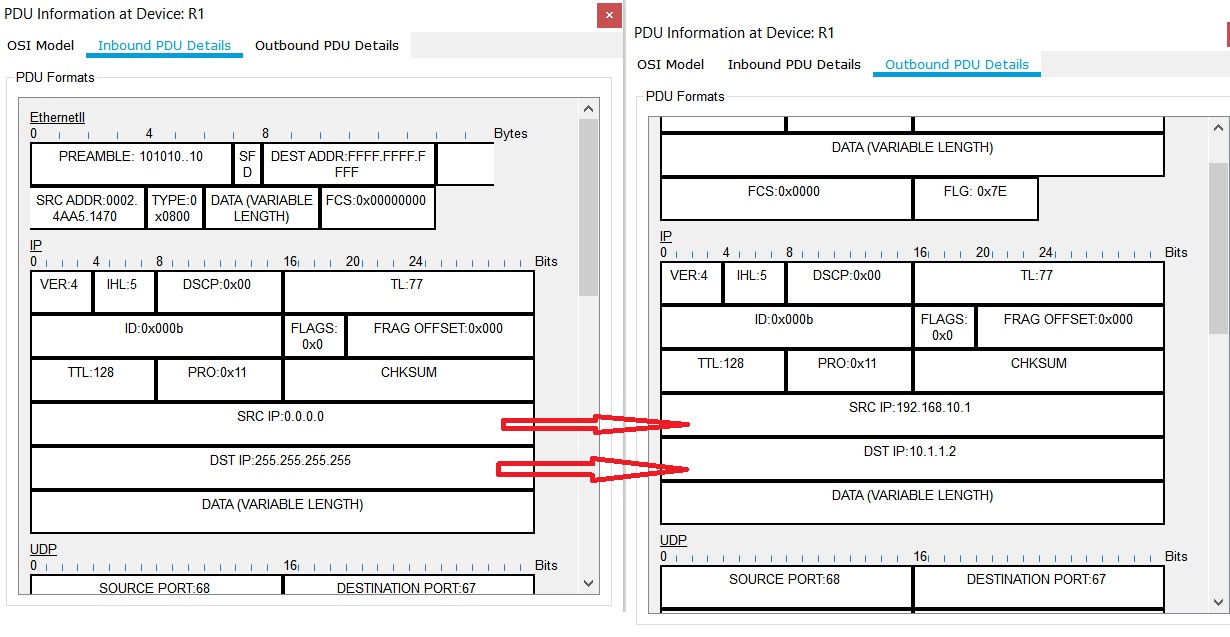 PDU Information at Device: R1
×
OSI Model Inbound PDU Details Outbound PDU Details
PDU Formats
EthernetII
0 4 8 Bytes
PREAMBLE: 101010..10 SF DEST ADDR:FFFF.FFFF.F
D FFF
SRC ADDR:0002. TYPE:0 DATA (VARIABLE FCS:0x00000000
4AA5.1470 x0800 LENGTH)
IP
0 4 8 16 20 24 Bits
VER:4 IHL:5 DSCP:0x00 TL:77
ID:0x000b FLAGS: FRAG OFFSET:0x000
0x0
TTL:128 PRO:0x11 CHKSUM
SRC IP:0.0.0.0
DST IP:255.255.255.255
DATA (VARIABLE LENGTH)
UDP
0 16 Bits
SOURCE PORT:68 DESTINATION PORT:67
PDU Information at Device: R1
OSI Model Inbound PDU Details Outbound PDU Details
PDU Formats
DATA (VARIABLE LENGTH)
FCS:0x0000 FLG: 0x7E
IP
0 4 8 16 20 24 Bits
VER:4 IHL:5 DSCP:0x00 TL:77
ID:0x000b FLAGS: FRAG OFFSET:0x000
0x0
TTL:128 PRO:0x11 CHKSUM
SRC IP:192.168.10.1
DST IP:10.1.1.2
DATA (VARIABLE LENGTH)
UDP
0 16 Bits
SOURCE PORT:68 DESTINATION PORT:67